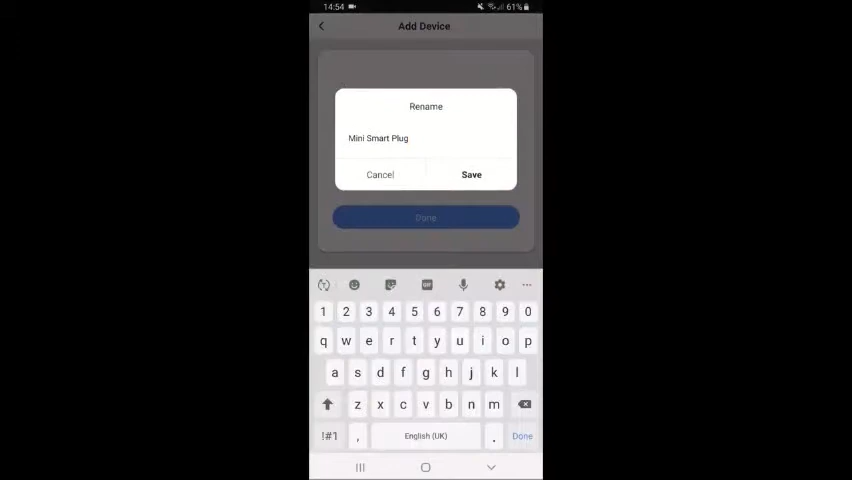 14:54
61%
Add Device
Rename
Mini Smart Plug
Cancel
Save
Done
GIF
1 2 3 4 5 6 7 8 9 0
q w e r t y u i o p
a s d f g h j k l
z x c v b n m
!#1 , English (UK) . Done